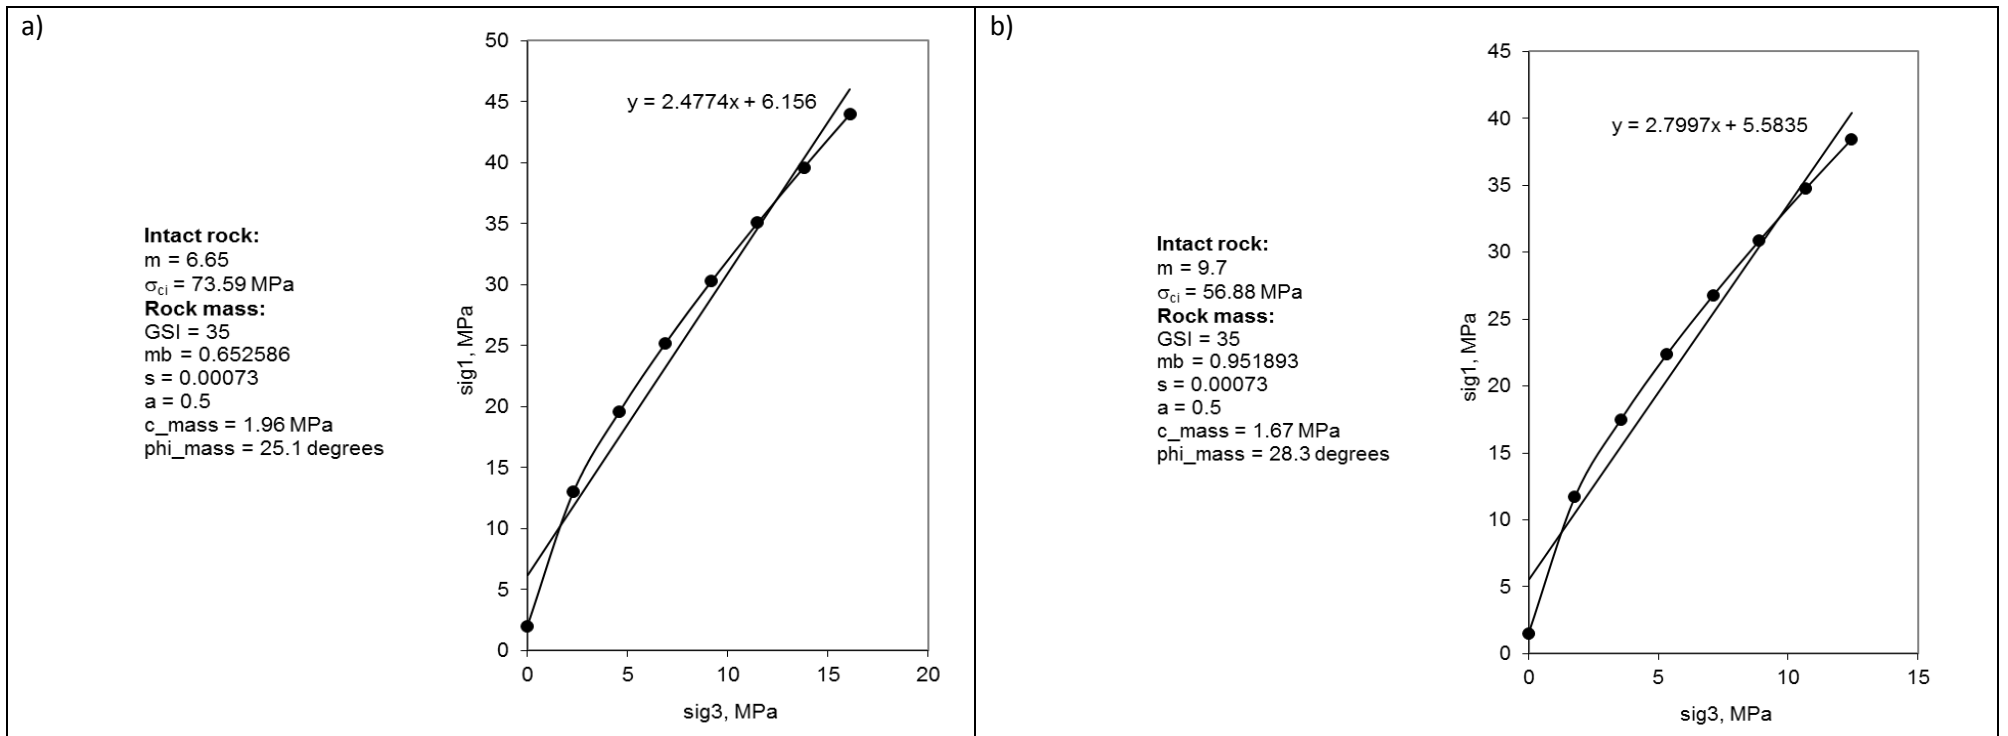 a)
Intact rock:
m = 6.65
σci = 73.59 MPa
Rock mass:
GSI = 35
mb = 0.652586
s = 0.00073
a = 0.5
c_mass = 1.96 MPa
phi_mass = 25.1 degrees
y = 2.4774x + 6.156
sig1, MPa
50
45
40
35
30
25
20
15
10
5
0
0 5 10 15 20
sig3, MPa
b)
Intact rock:
m = 9.7
σci = 56.88 MPa
Rock mass:
GSI = 35
mb = 0.951893
s = 0.00073
a = 0.5
c_mass = 1.67 MPa
phi_mass = 28.3 degrees
y = 2.7997x + 5.5835
sig1, MPa
45
40
35
30
25
20
15
10
5
0
0 5 10 15
sig3, MPa